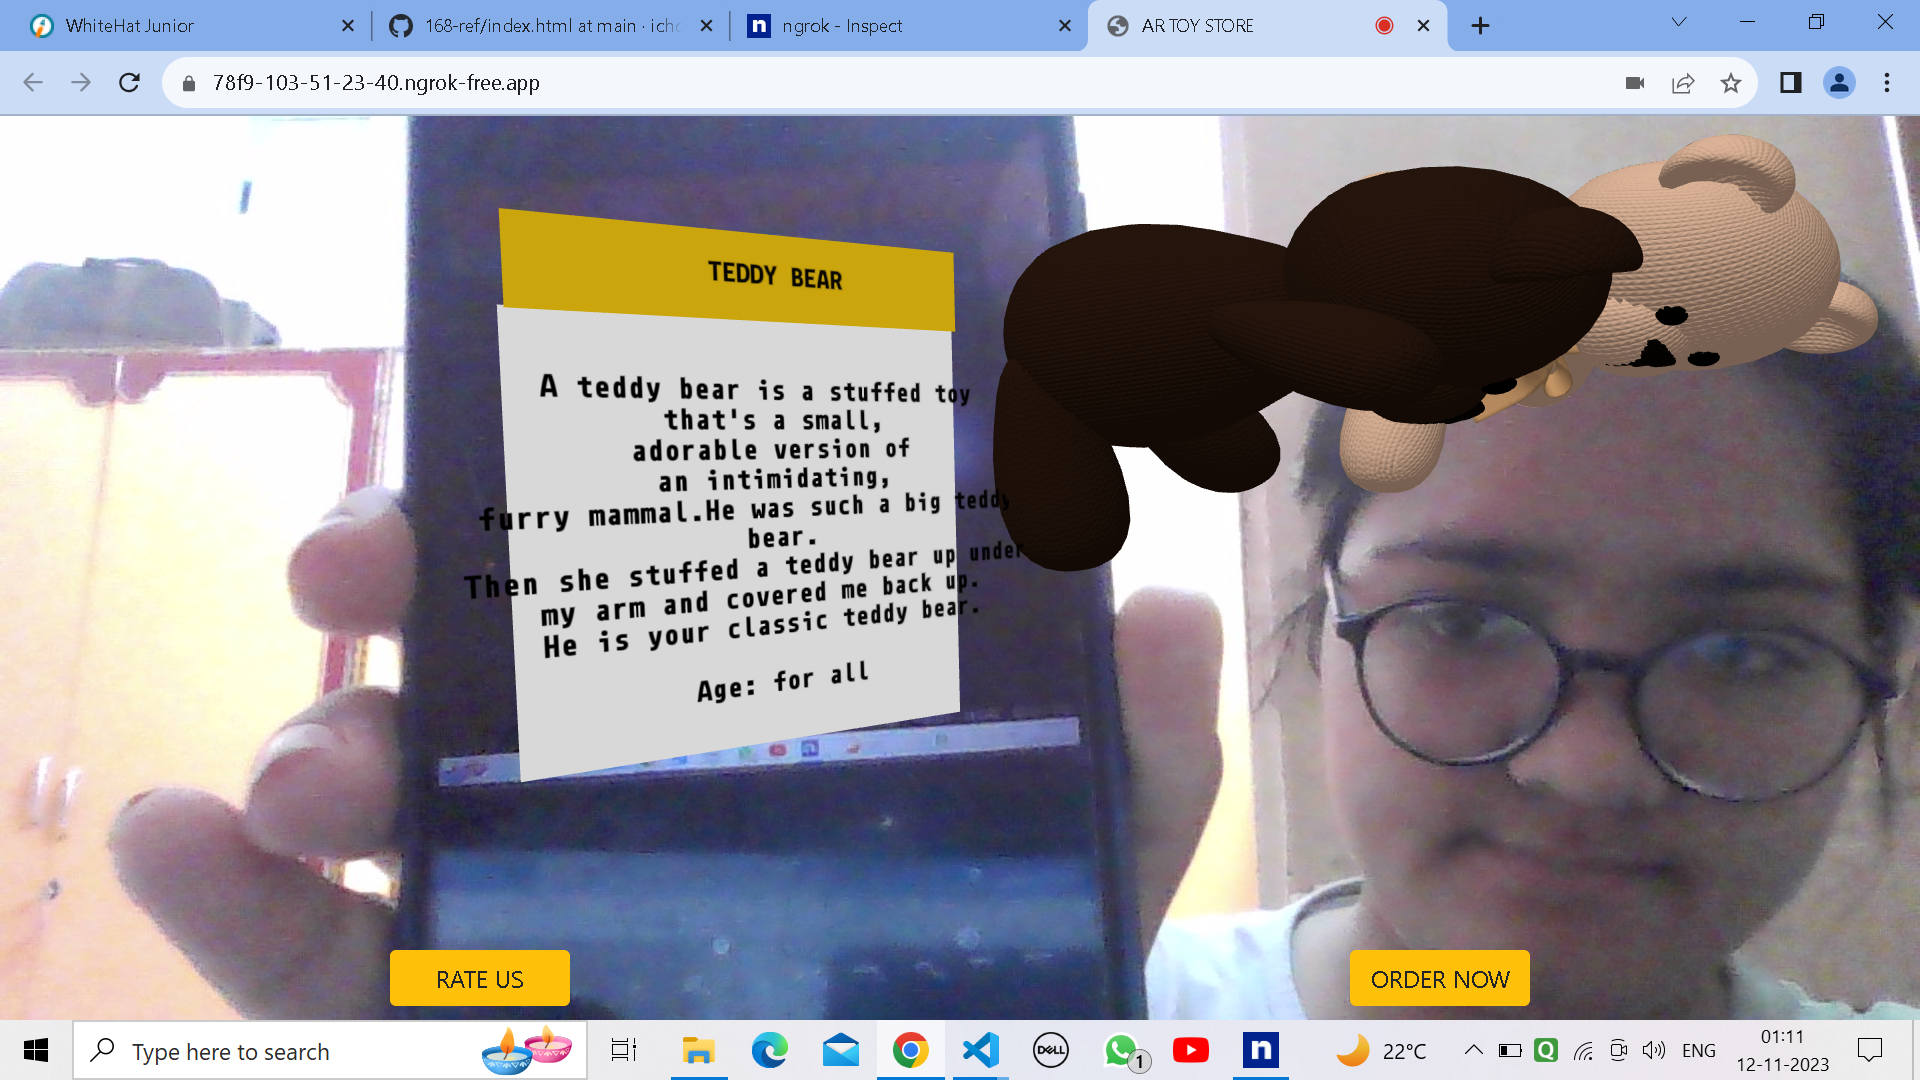 WhiteHat Junior
168-ref/index.html at main · ich
ngrok - Inspect
AR TOY STORE
78f9-103-51-23-40.ngrok-free.app
TEDDY BEAR
A teddy bear is a stuffed toy
that's a small,
adorable version of
an intimidating,
furry mammal.He was such a big teddy
bear.
Then she stuffed a teddy bear up under
my arm and covered me back up.
He is your classic teddy bear.
Age: for all
RATE US
ORDER NOW
Type here to search
DELL
1
22°C
ENG
01:11
12-11-2023